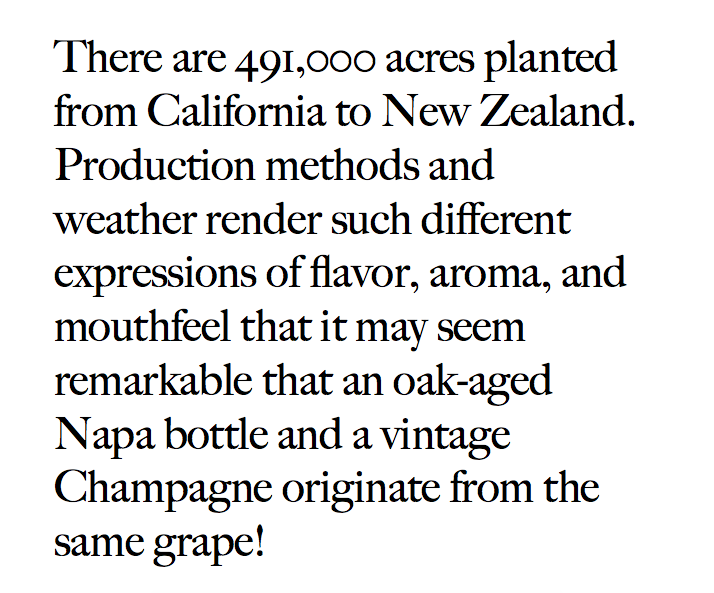 There are 491,000 acres planted
from California to New Zealand.
Production methods and
weather render such different
expressions of flavor, aroma, and
mouthfeel that it may seem
remarkable that an oak-aged
Napa bottle and a vintage
Champagne originate from the
same grape!